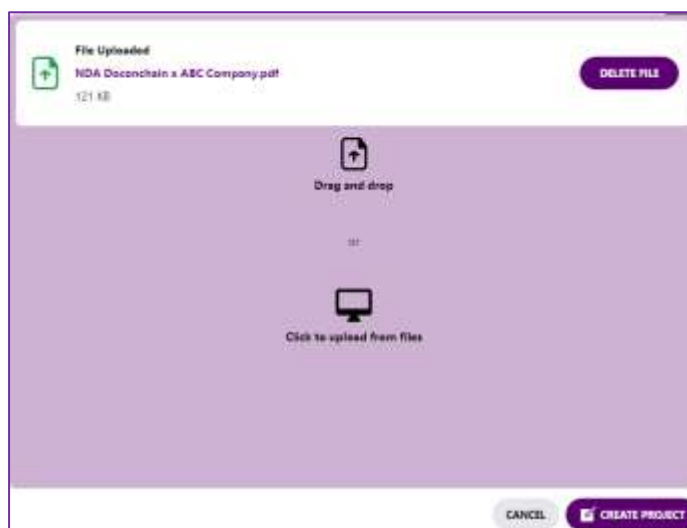 File Uploaded
NDA Doconchain x ABC Company.pdf
121 KB
DELETE FILE
Drag and drop
or
Click to upload from files
CANCEL
CREATE PROJECT